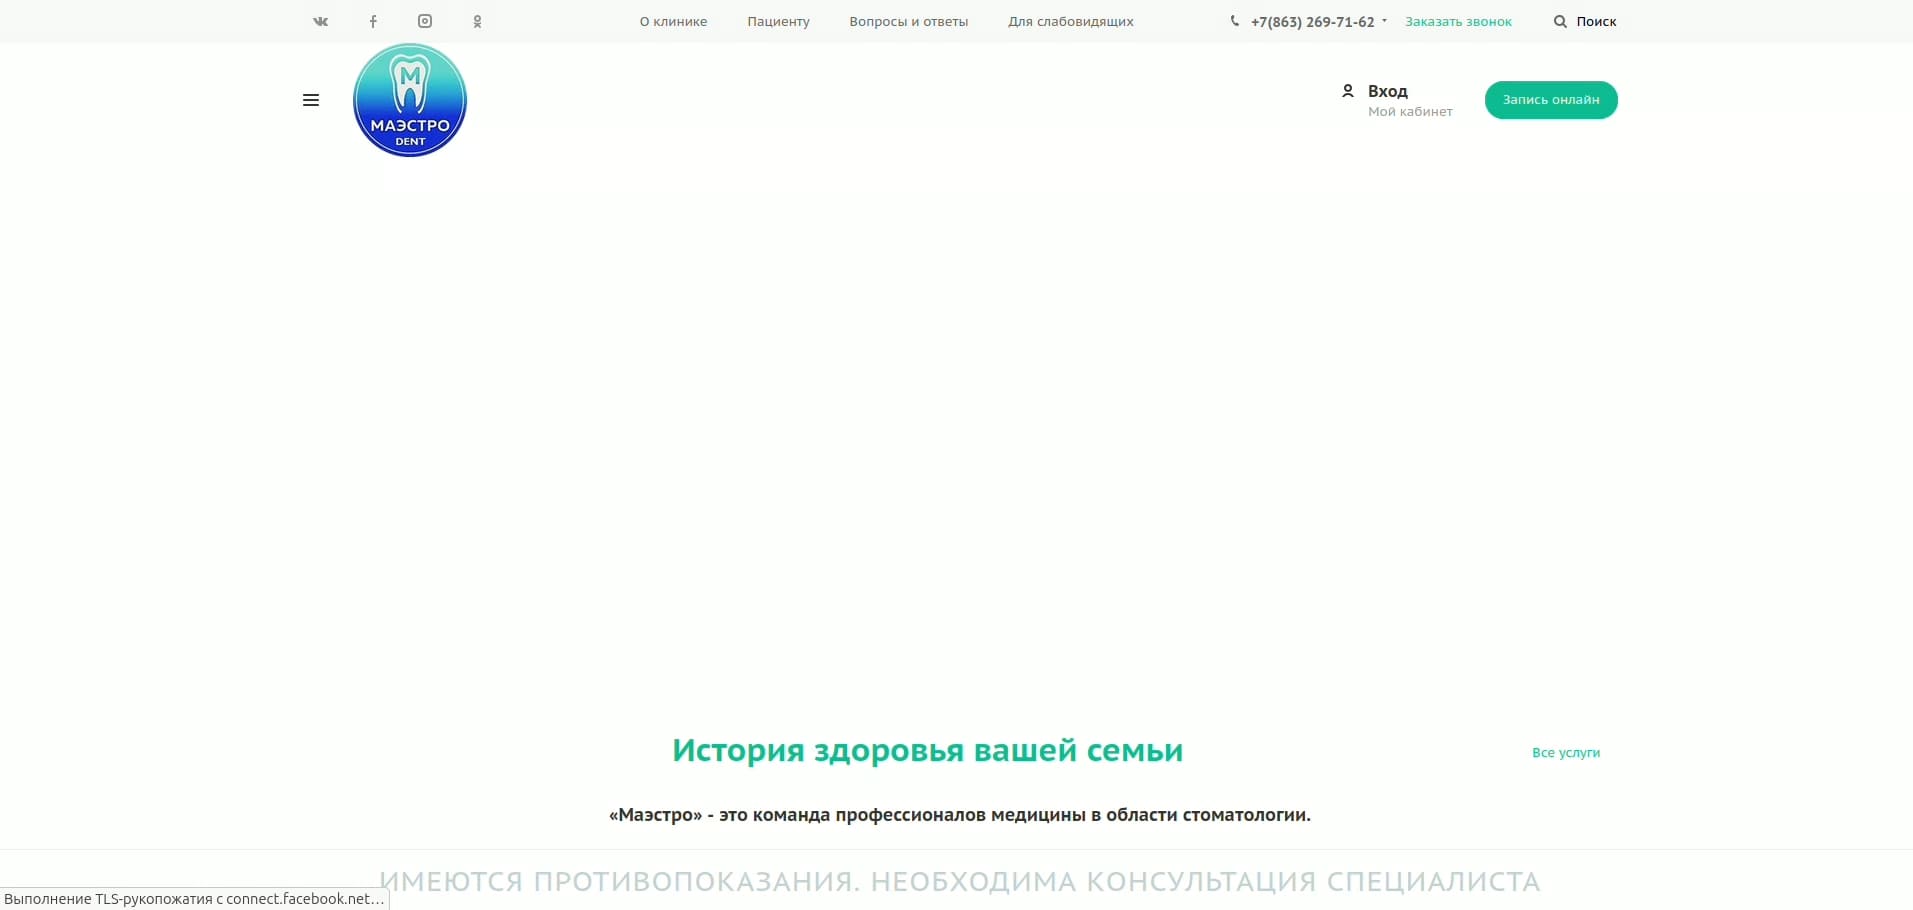 О клинике
Пациенту
Вопросы и ответы
Для слабовидящих
+7(863) 269-71-62
Заказать звонок
Поиск
М
МАЭСТРО
DENT
Вход
Мой кабинет
Запись онлайн
История здоровья вашей семьи
Все услуги
«Маэстро» - это команда профессионалов медицины в области стоматологии.
ИМЕЮТСЯ ПРОТИВОПОКАЗАНИЯ. НЕОБХОДИМА КОНСУЛЬТАЦИЯ СПЕЦИАЛИСТА
Выполнение TLS-рукопожатия с connect.facebook.net…